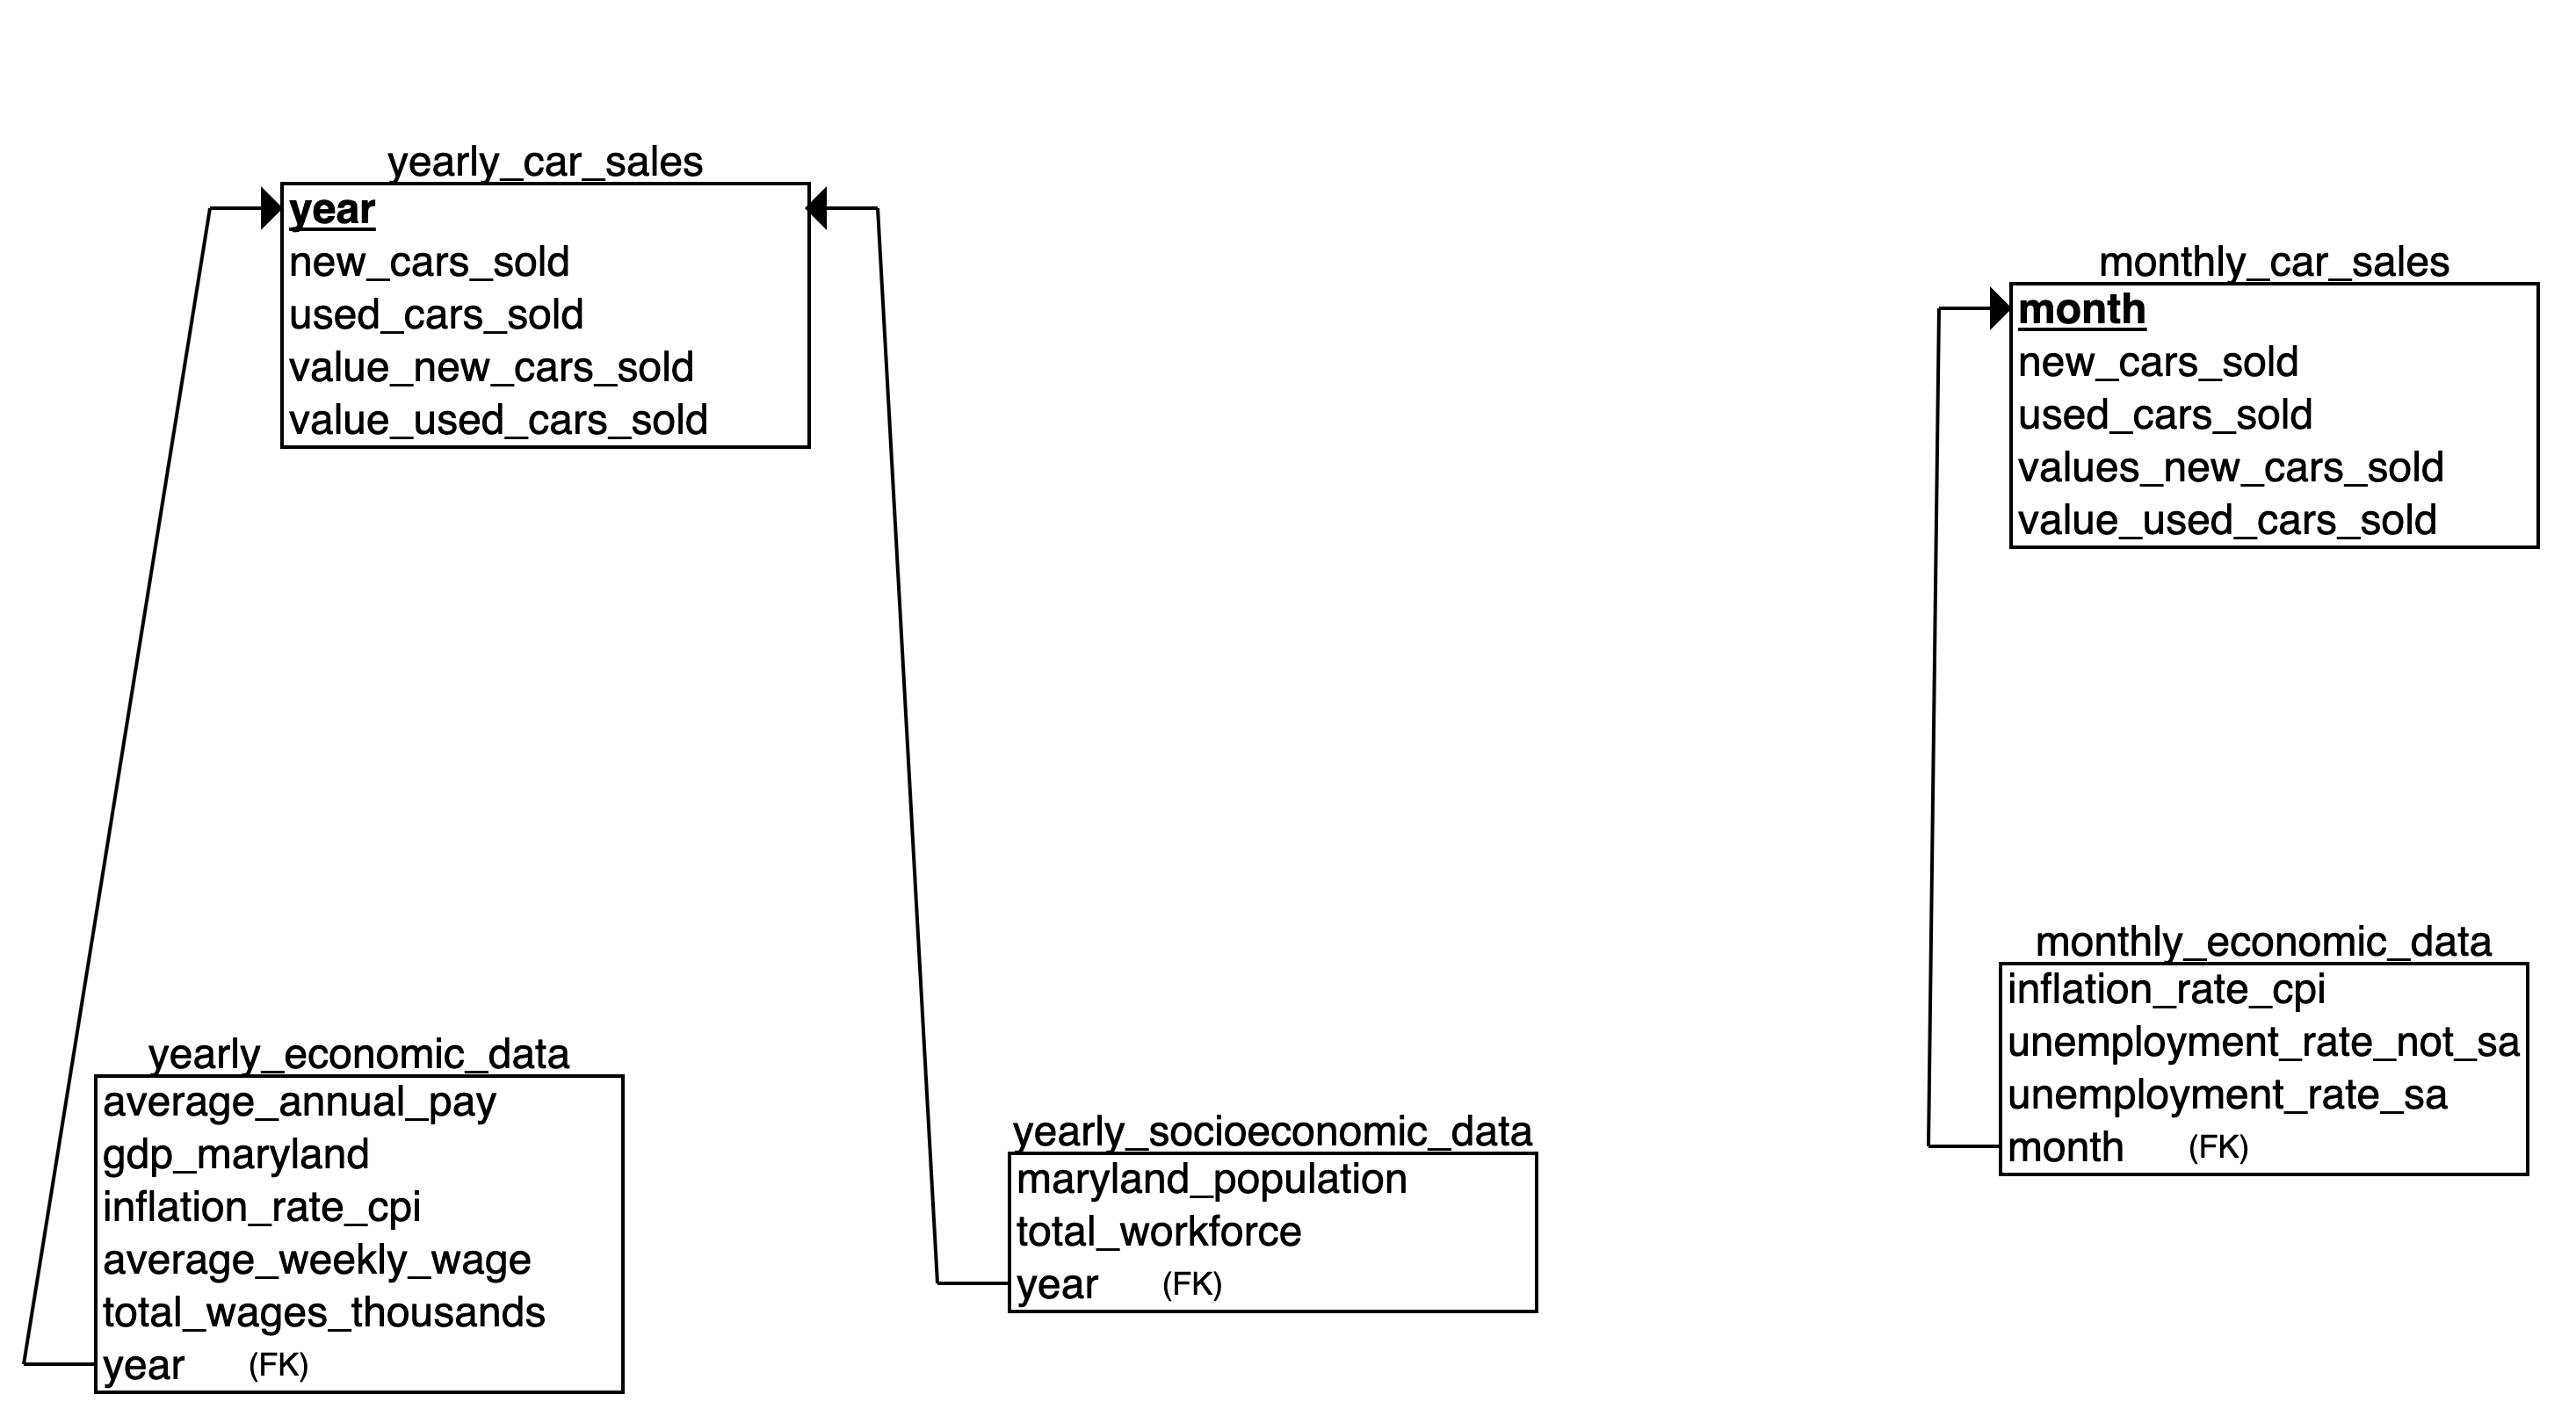 yearly_car_sales
year
new_cars_sold
used_cars_sold
value_new_cars_sold
value_used_cars_sold
monthly_car_sales
month
new_cars_sold
used_cars_sold
values_new_cars_sold
value_used_cars_sold
yearly_economic_data
average_annual_pay
gdp_maryland
inflation_rate_cpi
average_weekly_wage
total_wages_thousands
year (FK)
yearly_socioeconomic_data
maryland_population
total_workforce
year (FK)
monthly_economic_data
inflation_rate_cpi
unemployment_rate_not_sa
unemployment_rate_sa
month (FK)